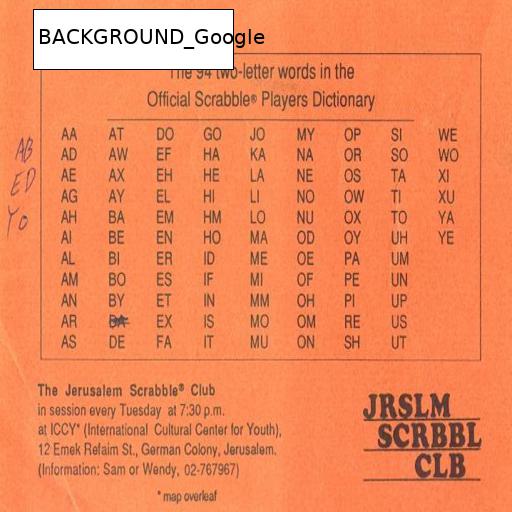 BACKGROUND_Google
The 94 two-letter words in the
Official Scrabble® Players Dictionary
AA AT DO GO JO MY OP SI WE
AD AW EF HA KA NA OR SO WO
AE AX EH HE LA NE OS TA XI
AG AY EL HI LI NO OW TI XU
AH BA EM HM LO NU OX TO YA
AI BE EN HO MA OD OY UH YE
AL BI ER ID ME OE PA UM
AM BO ES IF MI OF PE UN
AN BY ET IN MM OH PI UP
AR EX IS MO OM RE US
AS DE FA IT MU ON SH UT
AB
ED
Yo
The Jerusalem Scrabble® Club
in session every Tuesday at 7:30 p.m.
at ICCY* (International Cultural Center for Youth),
12 Emek Refaim St., German Colony, Jerusalem.
(Information: Sam or Wendy, 02-767967)
* map overleaf
JRSLM
SCRBBL
CLB